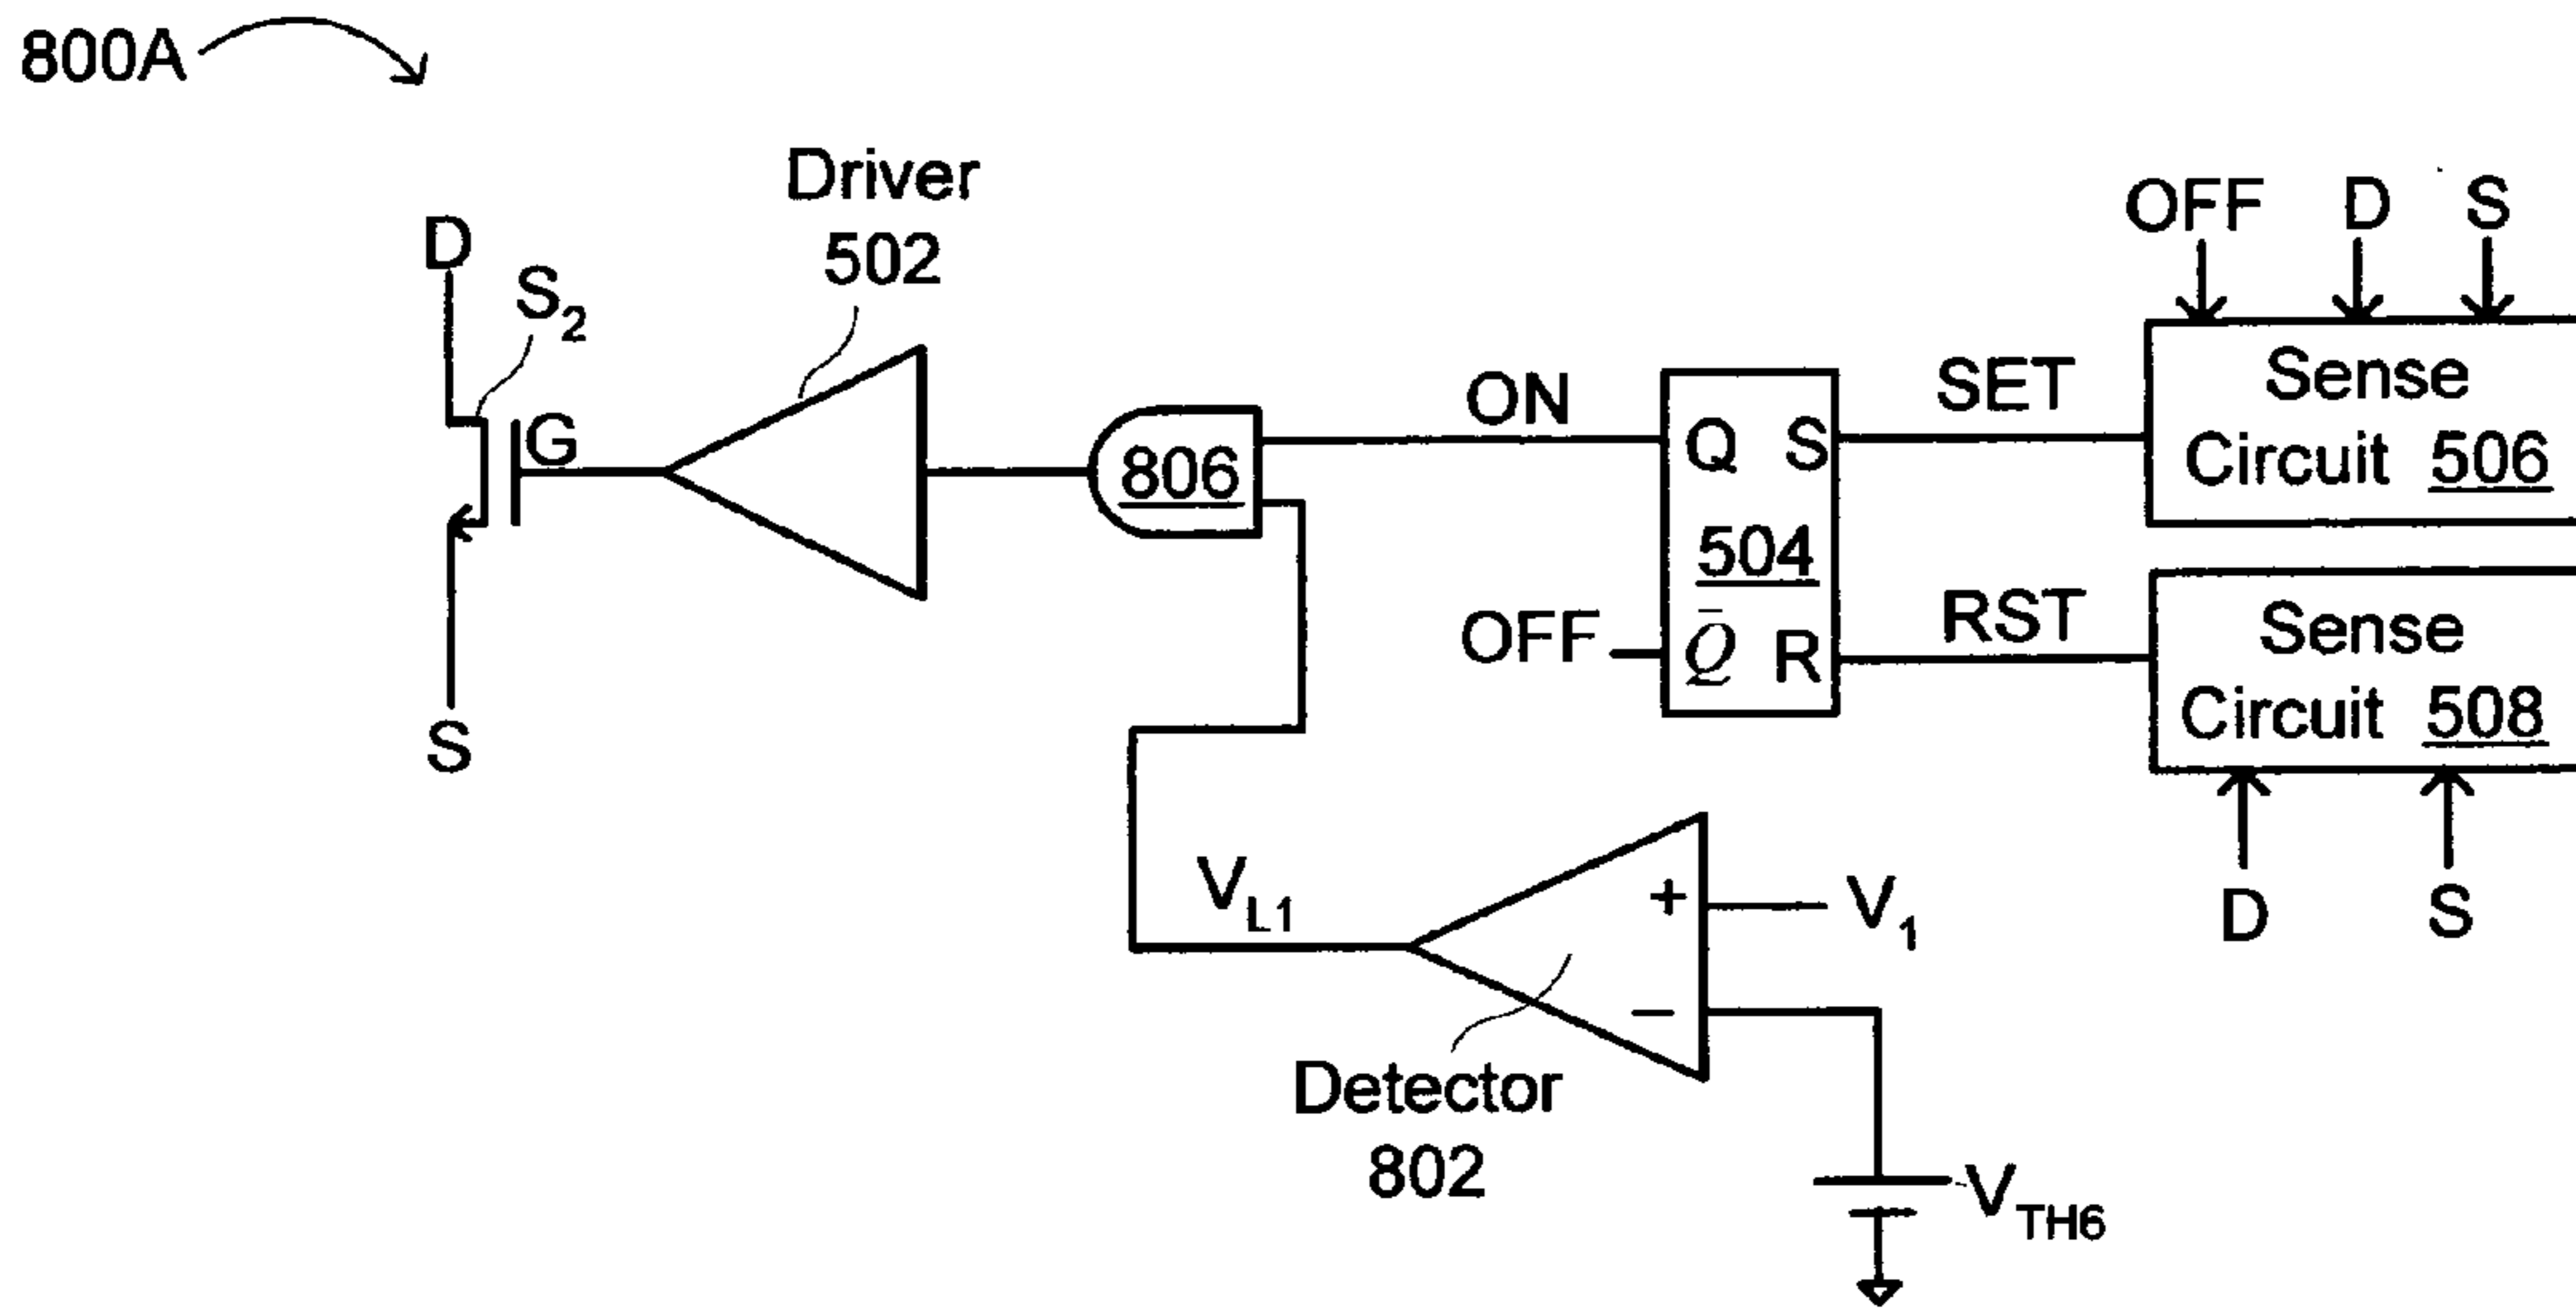 800A
Driver
502
D
S2
G
S
806
ON
OFF
Q
S
504
Q̄
R
SET
RST
OFF
D
S
Sense
Circuit 506
Sense
Circuit 508
D
S
VL1
+
V1
−
Detector
802
VTH6